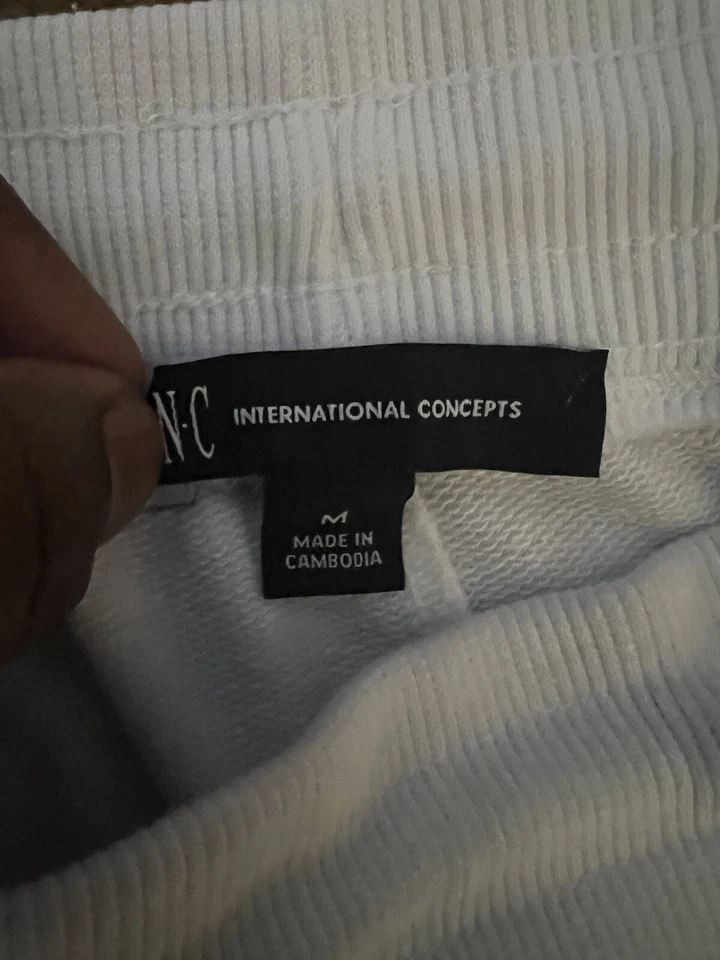 N·C INTERNATIONAL CONCEPTS
M
MADE IN
CAMBODIA